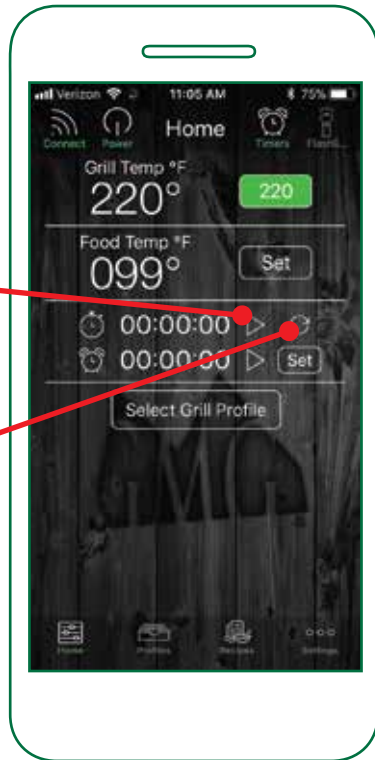 Verizon 11:05 AM 75%
Home
Connect Power Timers
Grill Temp °F
220° 220
Food Temp °F
099° Set
00:00:00
00:00:00 Set
Select Grill Profile
GMG
Home Profiles Recipes Settings